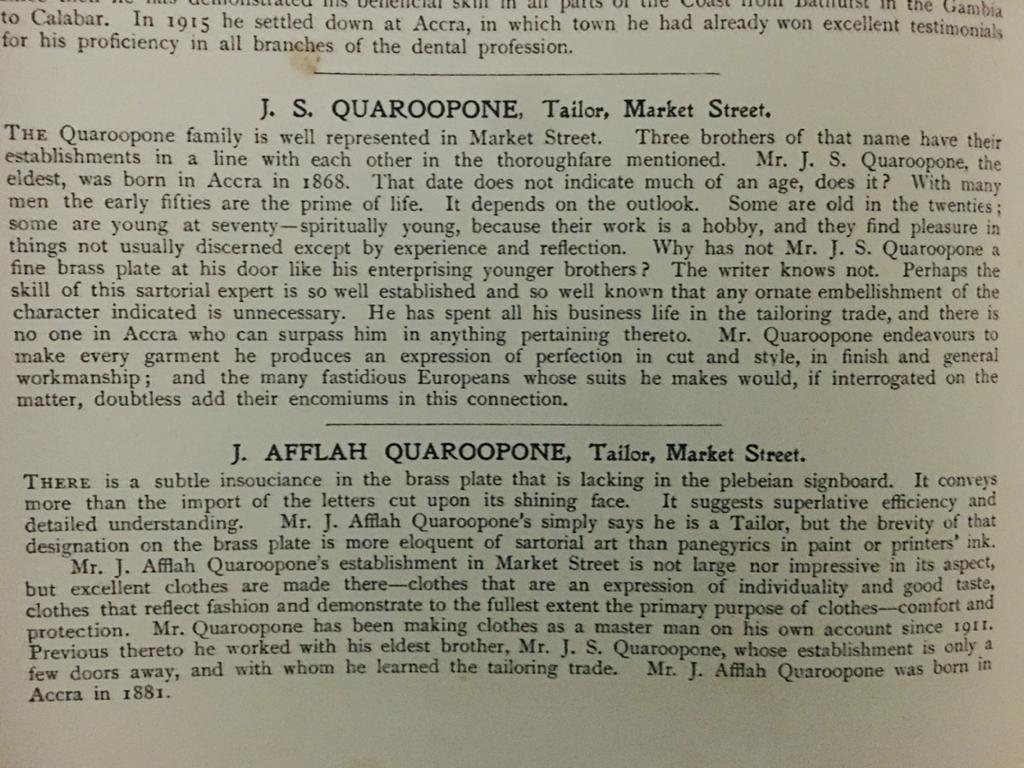 he has demonstrated his beneficial skill in all parts of the Coast from Bathurst in the Gambia
to Calabar. In 1915 he settled down at Accra, in which town he had already won excellent testimonials
for his proficiency in all branches of the dental profession.
J. S. QUAROOPONE, Tailor, Market Street.
THE Quaroopone family is well represented in Market Street. Three brothers of that name have their
establishments in a line with each other in the thoroughfare mentioned. Mr. J. S. Quaroopone, the
eldest, was born in Accra in 1868. That date does not indicate much of an age, does it? With many
men the early fifties are the prime of life. It depends on the outlook. Some are old in the twenties;
some are young at seventy—spiritually young, because their work is a hobby, and they find pleasure in
things not usually discerned except by experience and reflection. Why has not Mr. J. S. Quaroopone a
fine brass plate at his door like his enterprising younger brothers? The writer knows not. Perhaps the
skill of this sartorial expert is so well established and so well known that any ornate embellishment of the
character indicated is unnecessary. He has spent all his business life in the tailoring trade, and there is
no one in Accra who can surpass him in anything pertaining thereto. Mr. Quaroopone endeavours to
make every garment he produces an expression of perfection in cut and style, in finish and general
workmanship; and the many fastidious Europeans whose suits he makes would, if interrogated on the
matter, doubtless add their encomiums in this connection.
J. AFFLAH QUAROOPONE, Tailor, Market Street.
THERE is a subtle insouciance in the brass plate that is lacking in the plebeian signboard. It conveys
more than the import of the letters cut upon its shining face. It suggests superlative efficiency and
detailed understanding. Mr. J. Afflah Quaroopone's simply says he is a Tailor, but the brevity of that
designation on the brass plate is more eloquent of sartorial art than panegyrics in paint or printers' ink.
Mr. J. Afflah Quaroopone's establishment in Market Street is not large nor impressive in its aspect,
but excellent clothes are made there—clothes that are an expression of individuality and good taste,
clothes that reflect fashion and demonstrate to the fullest extent the primary purpose of clothes—comfort and
protection. Mr. Quaroopone has been making clothes as a master man on his own account since 1911.
Previous thereto he worked with his eldest brother, Mr. J. S. Quaroopone, whose establishment is only a
few doors away, and with whom he learned the tailoring trade. Mr. J. Afflah Quaroopone was born in
Accra in 1881.